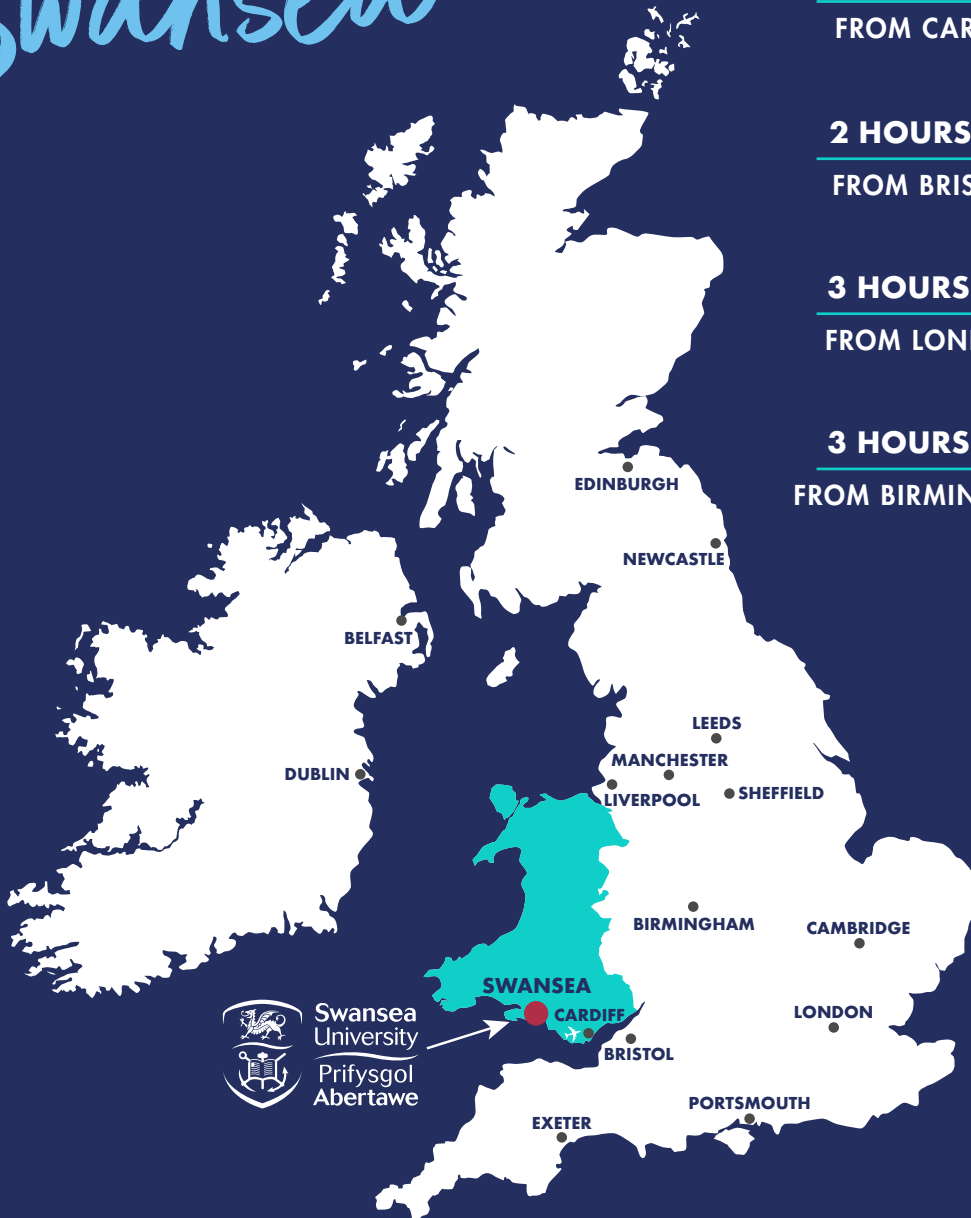 Swansea
FROM CAR
2 HOURS
FROM BRIS
3 HOURS
FROM LON
3 HOURS
FROM BIRMIN
EDINBURGH
NEWCASTLE
BELFAST
LEEDS
MANCHESTER
DUBLIN
LIVERPOOL
SHEFFIELD
BIRMINGHAM
CAMBRIDGE
SWANSEA
CARDIFF
LONDON
BRISTOL
Swansea
University
Prifysgol
Abertawe
PORTSMOUTH
EXETER